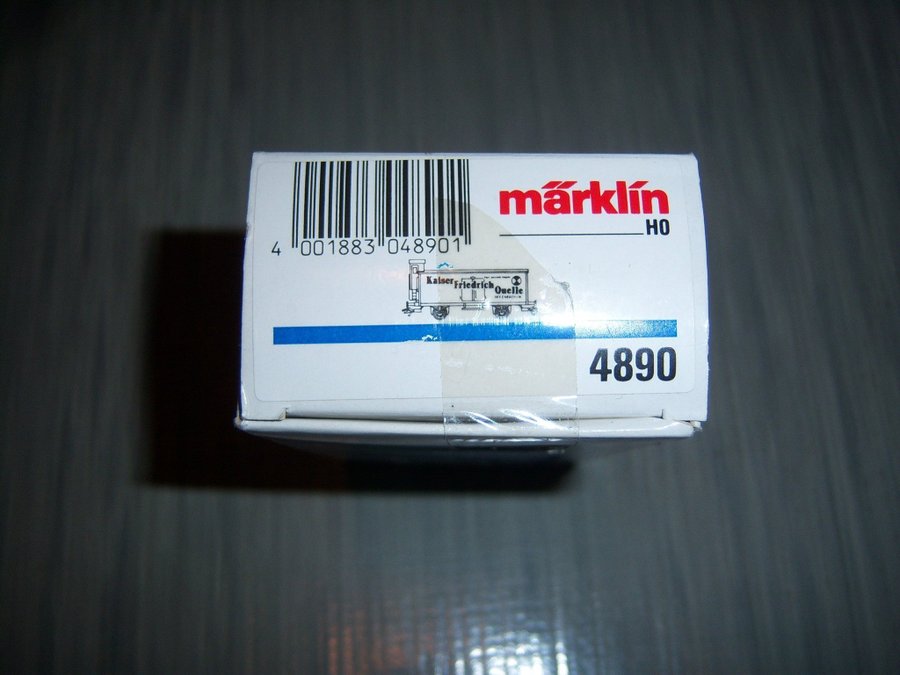 märklin
H0
4 001883 048901
Kaiser Friedrich Quelle
4890